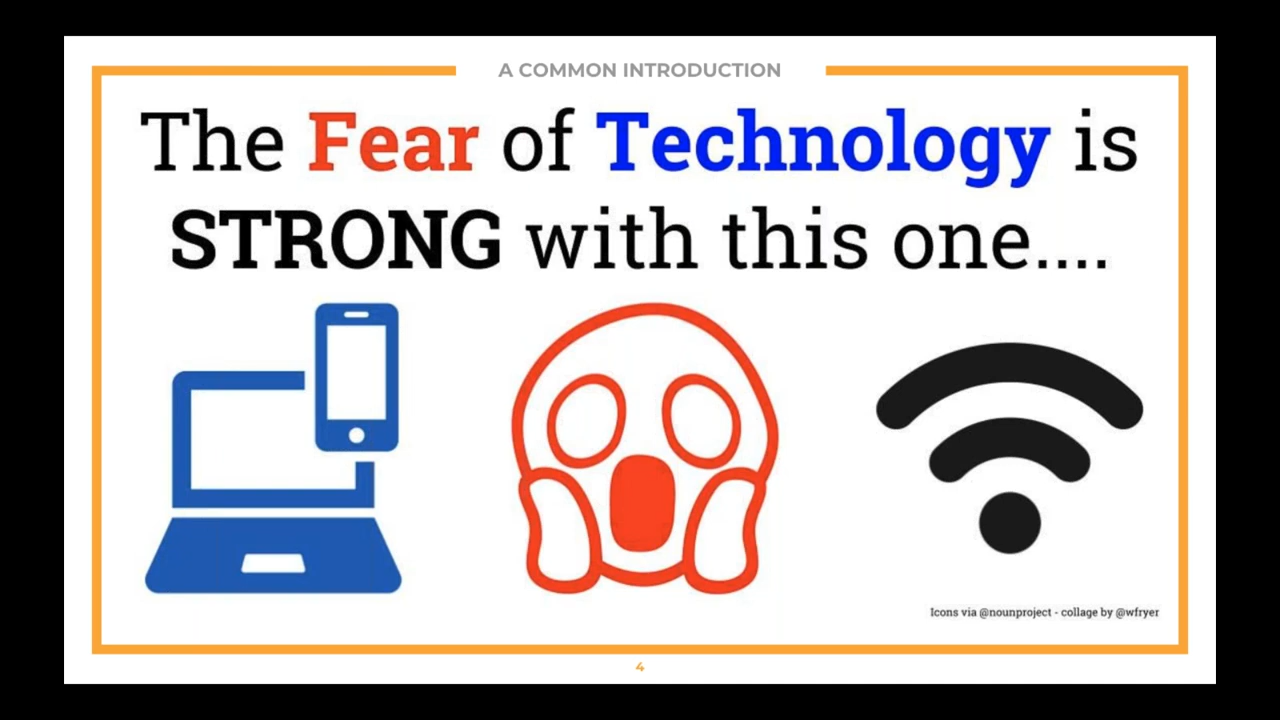 A COMMON INTRODUCTION
The Fear of Technology is
STRONG with this one....
Icons via @nounproject - collage by @wfryer
4